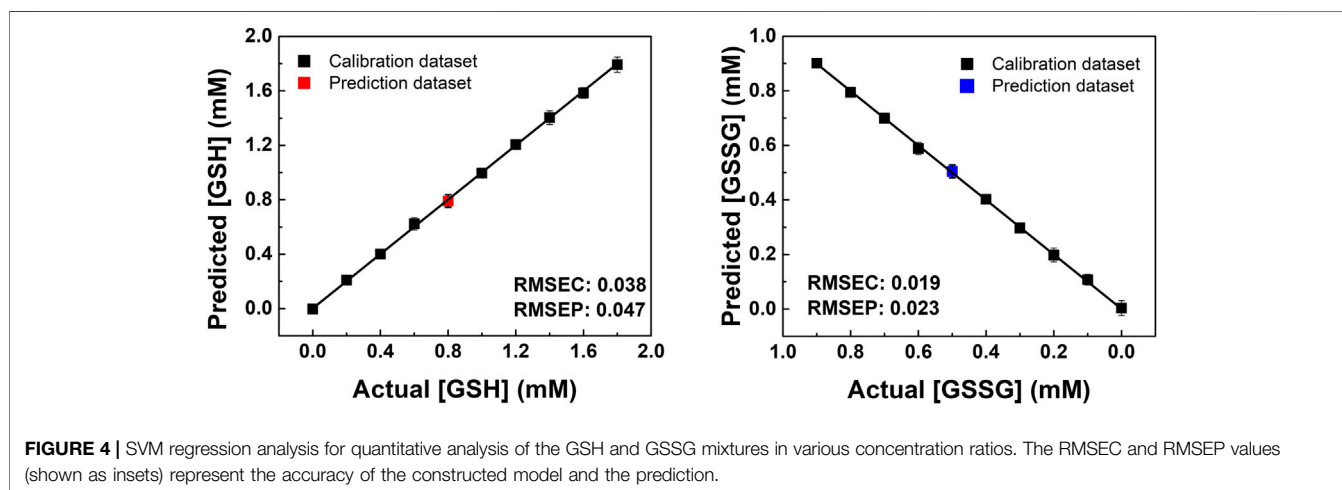 2.0
1.6
1.2
0.8
0.4
0.0
Predicted [GSH] (mM)
Calibration dataset
Prediction dataset
RMSEC: 0.038
RMSEP: 0.047
0.0 0.4 0.8 1.2 1.6 2.0
Actual [GSH] (mM)
1.0
0.8
0.6
0.4
0.2
0.0
Predicted [GSSG] (mM)
Calibration dataset
Prediction dataset
RMSEC: 0.019
RMSEP: 0.023
1.0 0.8 0.6 0.4 0.2 0.0
Actual [GSSG] (mM)
FIGURE 4 | SVM regression analysis for quantitative analysis of the GSH and GSSG mixtures in various concentration ratios. The RMSEC and RMSEP values
(shown as insets) represent the accuracy of the constructed model and the prediction.